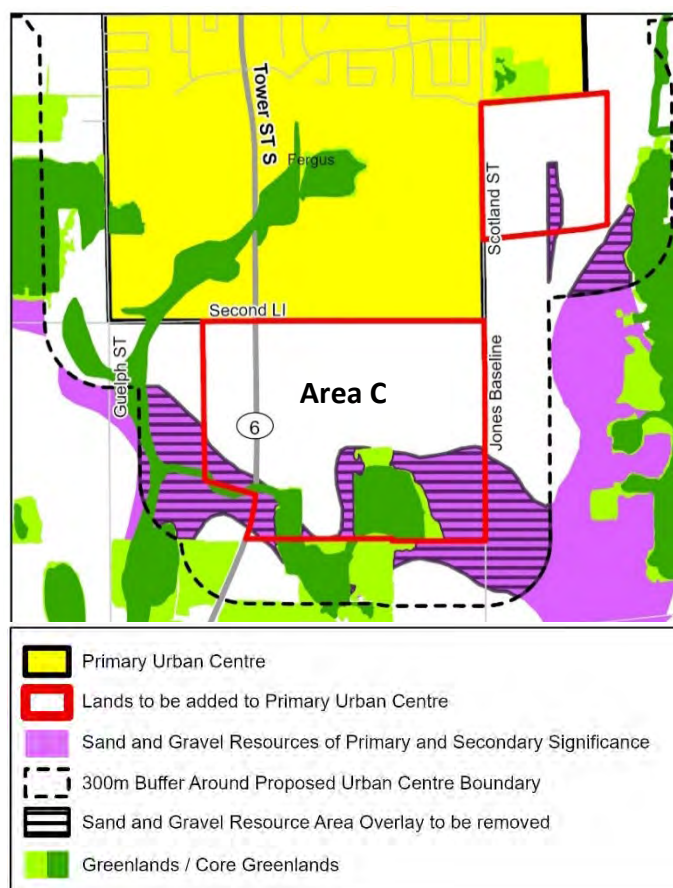 Tower ST S
Fergus
Scotland ST
Second LI
Guelph ST
Area C
Jones Baseline
6
Primary Urban Centre
Lands to be added to Primary Urban Centre
Sand and Gravel Resources of Primary and Secondary Significance
300m Buffer Around Proposed Urban Centre Boundary
Sand and Gravel Resource Area Overlay to be removed
Greenlands / Core Greenlands